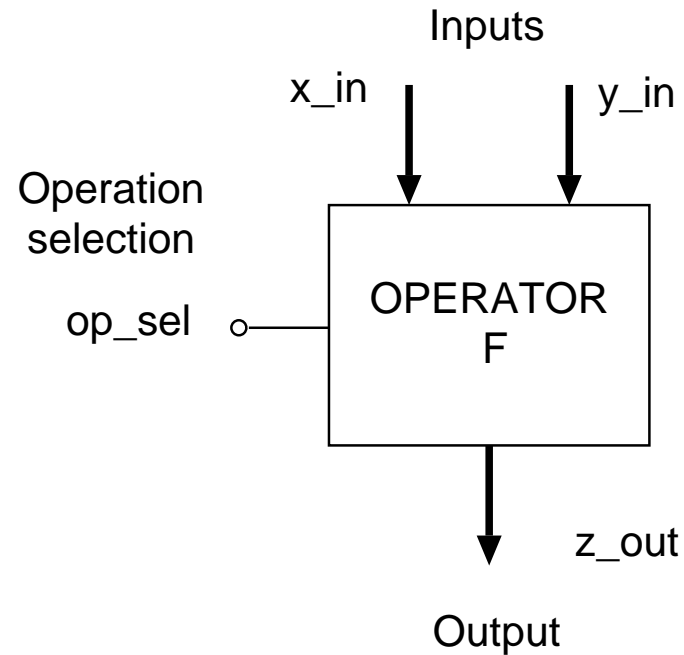 Inputs
x_in
y_in
Operation
selection
op_sel
OPERATOR
F
z_out
Output